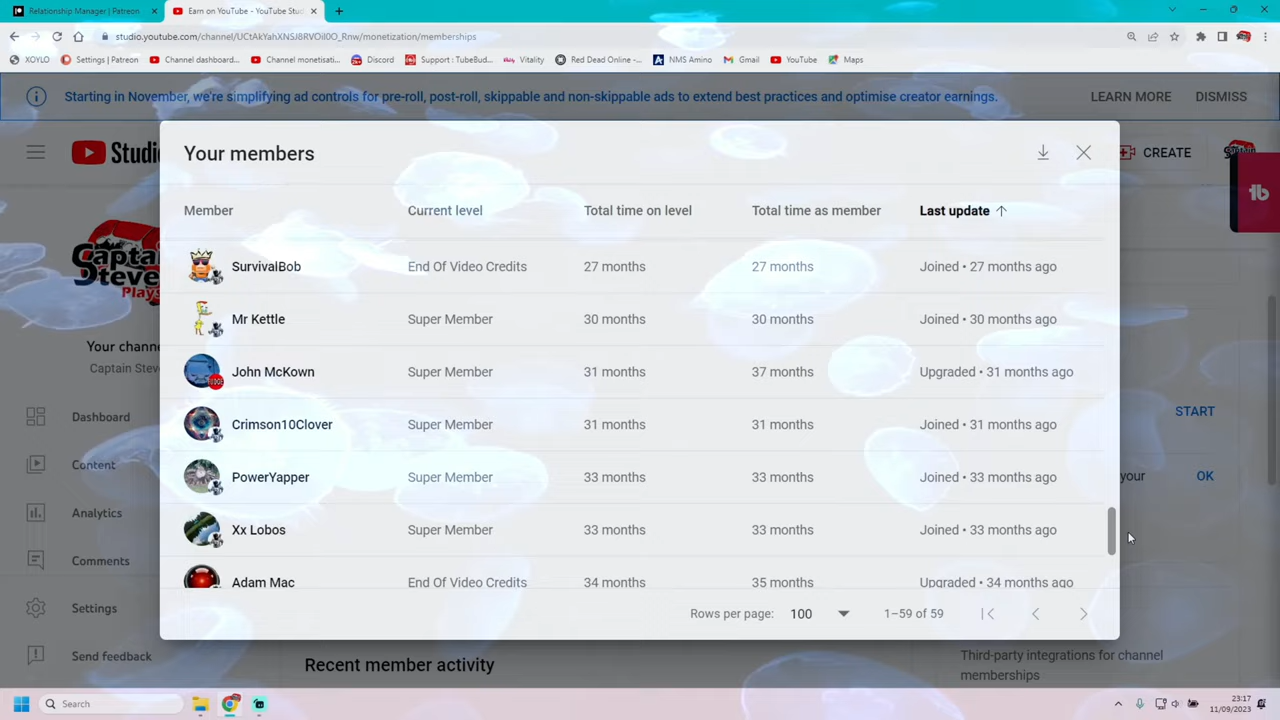 Relationship Manager | Patreon
Earn on YouTube - YouTube Stu
studio.youtube.com/channel/UCtAkYahXNSJ8RVOil0O_Rnw/monetization/memberships
XOYLO
Settings | Patreon
Channel dashboard...
Channel monetisati...
Discord
Support : TubeBud...
Vitality
Red Dead Online -...
NMS Amino
Gmail
YouTube
Maps
Starting in November, we're simplifying ad controls for pre-roll, post-roll, skippable and non-skippable ads to extend best practices and optimise creator earnings.
LEARN MORE
DISMISS
Studi
CREATE
Your members
Member
Current level
Total time on level
Total time as member
Last update
SurvivalBob
End Of Video Credits
27 months
27 months
Joined • 27 months ago
Mr Kettle
Super Member
30 months
30 months
Joined • 30 months ago
John McKown
Super Member
31 months
37 months
Upgraded • 31 months ago
Crimson10Clover
Super Member
31 months
31 months
Joined • 31 months ago
PowerYapper
Super Member
33 months
33 months
Joined • 33 months ago
Xx Lobos
Super Member
33 months
33 months
Joined • 33 months ago
Adam Mac
End Of Video Credits
34 months
35 months
Upgraded • 34 months ago
Rows per page:
100
1–59 of 59
Captain
Steve
Plays
Your chann
Captain Stev
Dashboard
Content
Analytics
Comments
Settings
Send feedback
START
your
OK
Recent member activity
Third-party integrations for channel
memberships
Search
23:17
11/09/2023